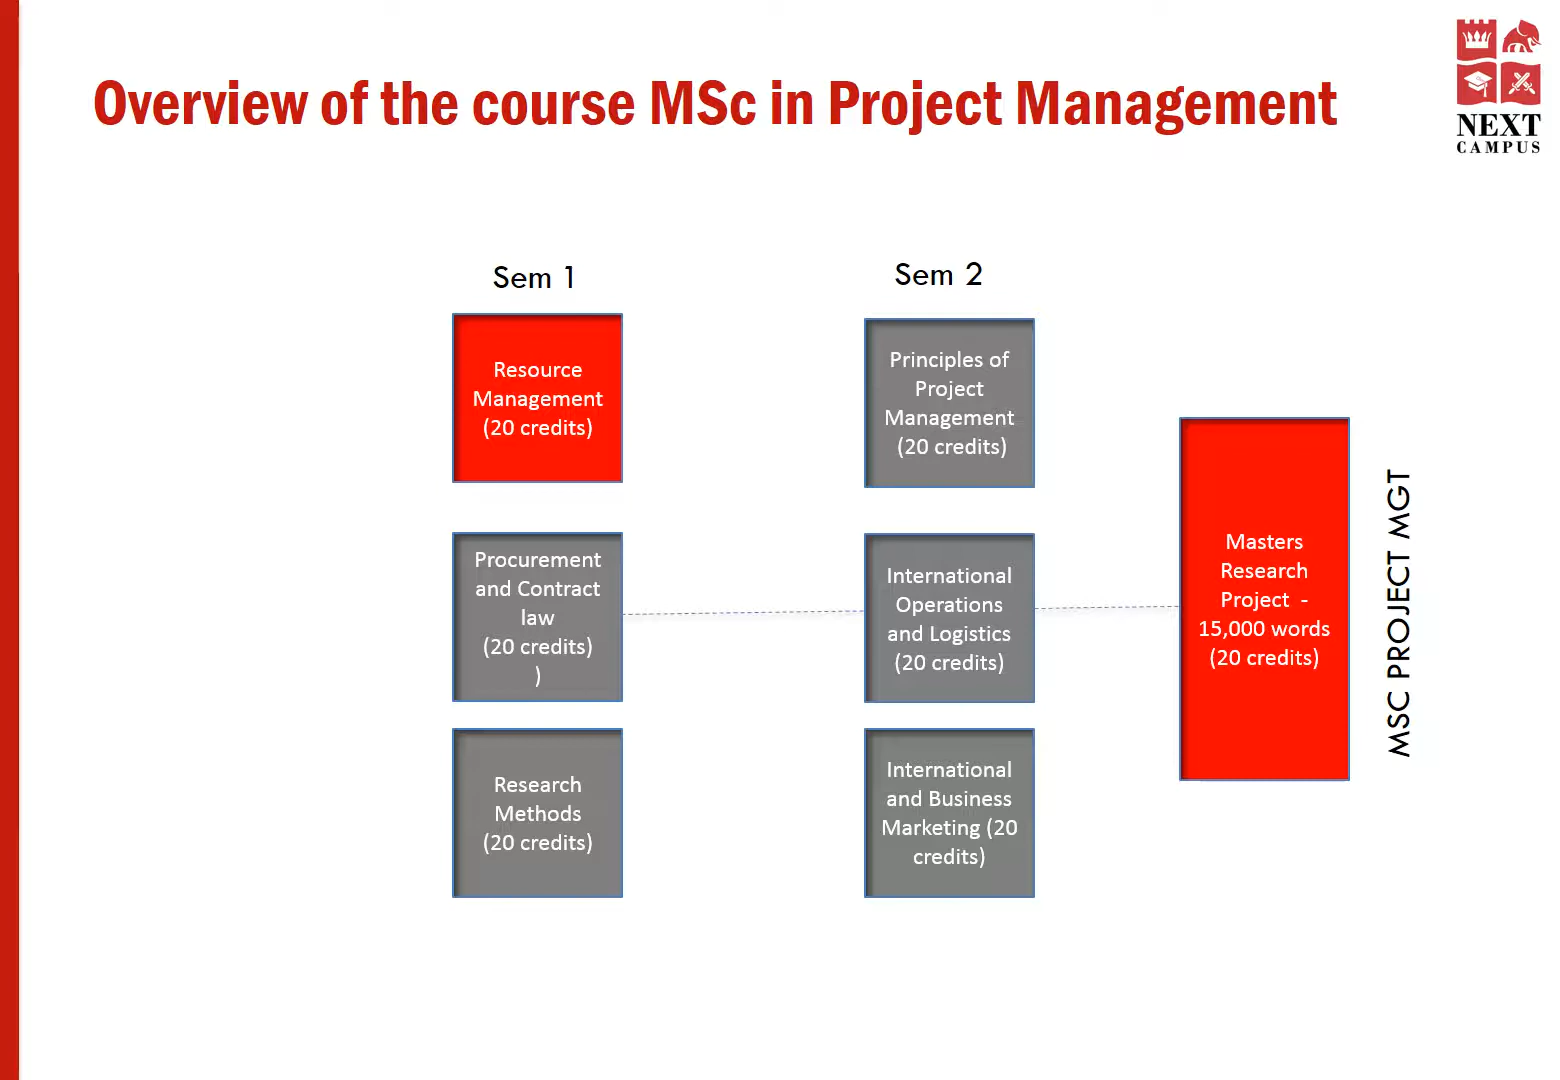 Overview of the course MSc in Project Management
NEXT
CAMPUS
Sem 1
Resource
Management
(20 credits)
Procurement
and Contract
law
(20 credits)
)
Research
Methods
(20 credits)
Sem 2
Principles of
Project
Management
(20 credits)
International
Operations
and Logistics
(20 credits)
International
and Business
Marketing (20
credits)
Masters
Research
Project -
15,000 words
(20 credits)
MSC PROJECT MGT